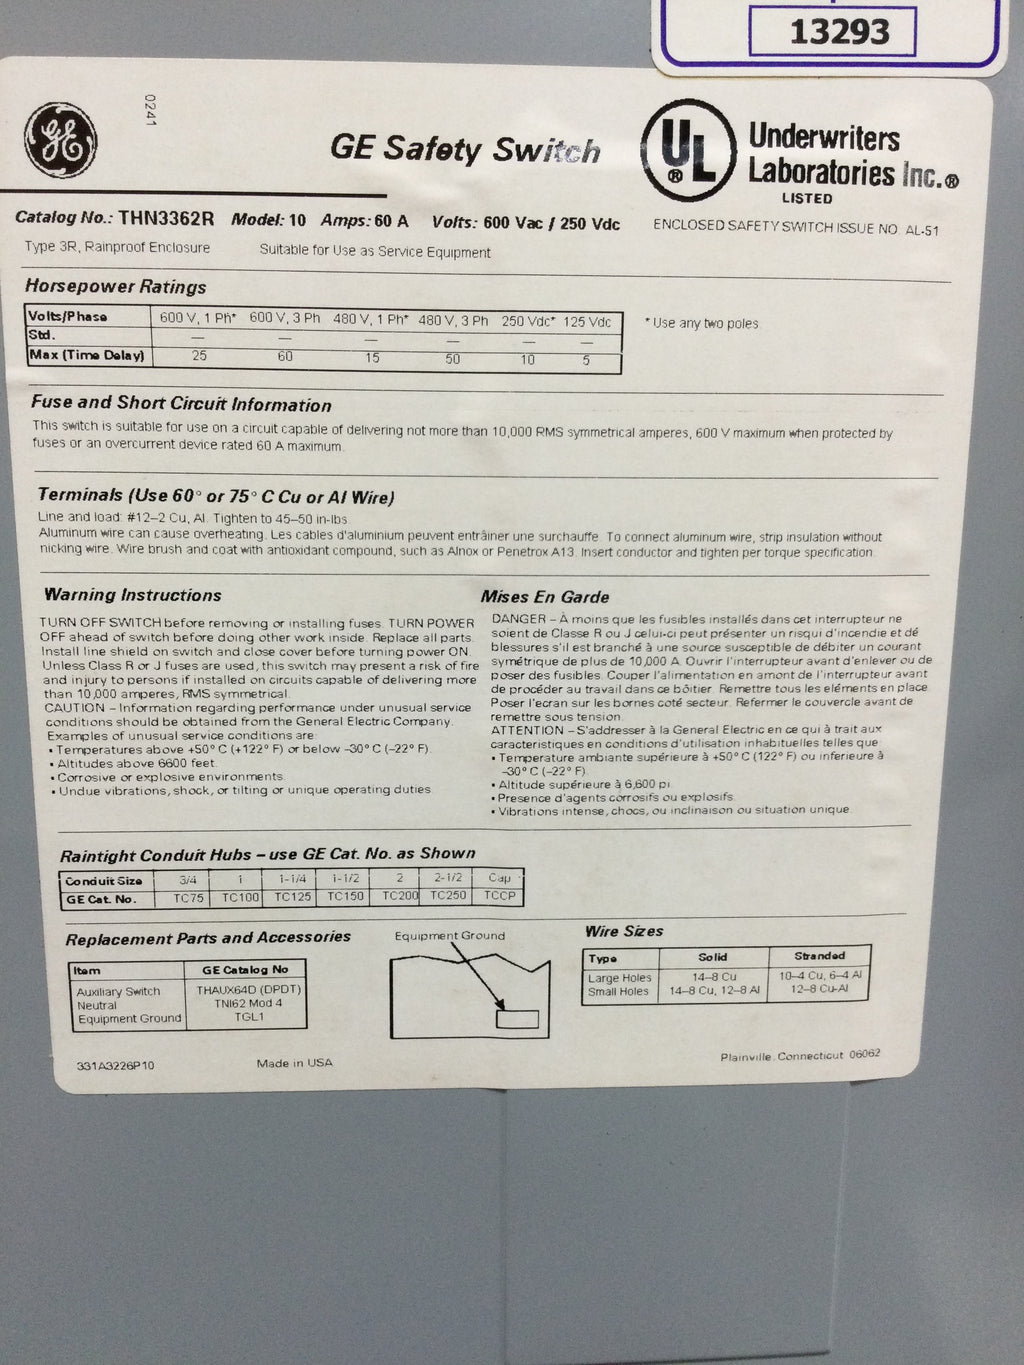 13293
GE
0241
GE Safety Switch
UL
Underwriters
Laboratories Inc.®
LISTED
Catalog No.: THN3362R Model: 10 Amps: 60 A Volts: 600 Vac / 250 Vdc
ENCLOSED SAFETY SWITCH ISSUE NO. AL-51
Type 3R, Rainproof Enclosure Suitable for Use as Service Equipment
Horsepower Ratings
Volts/Phase 600 V, 1 Ph* 600 V, 3 Ph 480 V, 1 Ph* 480 V, 3 Ph 250 Vdc* 125 Vdc
Std. — — — — — —
Max (Time Delay) 25 60 15 50 10 5
* Use any two poles.
Fuse and Short Circuit Information
This switch is suitable for use on a circuit capable of delivering not more than 10,000 RMS symmetrical amperes, 600 V maximum when protected by
fuses or an overcurrent device rated 60 A maximum.
Terminals (Use 60° or 75° C Cu or Al Wire)
Line and load: #12–2 Cu, Al. Tighten to 45–50 in-lbs.
Aluminum wire can cause overheating. Les cables d'aluminium peuvent entràiner une surchauffe. To connect aluminum wire, strip insulation without
nicking wire. Wire brush and coat with antioxidant compound, such as Alnox or Penetrox A13. Insert conductor and tighten per torque specification.
Warning Instructions
TURN OFF SWITCH before removing or installing fuses. TURN POWER
OFF ahead of switch before doing other work inside. Replace all parts.
Install line shield on switch and close cover before turning power ON.
Unless Class R or J fuses are used, this switch may present a risk of fire
and injury to persons if installed on circuits capable of delivering more
than 10,000 amperes, RMS symmetrical.
CAUTION – Information regarding performance under unusual service
conditions should be obtained from the General Electric Company.
Examples of unusual service conditions are:
• Temperatures above +50° C (+122° F) or below –30° C (–22° F).
• Altitudes above 6600 feet.
• Corrosive or explosive environments.
• Undue vibrations, shock, or tilting or unique operating duties.
Mises En Garde
DANGER – À moins que les fusibles installés dans cet interrupteur ne
soient de Classe R ou J celui-ci peut présenter un risqui d'incendie et dé
blessures s'il est branché à une source susceptible de débiter un courant
symétrique de plus de 10,000 A. Ouvrir l'interrupteur avant d'enlever ou de
poser des fusibles. Couper l'alimentation en amont de l'interrupteur avant
de procéder au travail dans ce bôitier. Remettre tous les eléments en place.
Poser l'ecran sur les bornes coté secteur. Refermer le couvercle avant de
remettre sous tension.
ATTENTION – S'addresser à la General Electric en ce qui à trait aux
caracteristiques en conditions d'utilisation inhabituelles telles que
• Temperature ambiante supérieure à +50° C (122° F) ou inferieure à
–30° C (–22° F).
• Altitude supérieure à 6,600 pi.
• Presence d'agents corrosifs ou explosifs.
• Vibrations intense, chocs, ou inclinaison ou situation unique.
Raintight Conduit Hubs – use GE Cat. No. as Shown
Conduit Size 3/4 1 1-1/4 1-1/2 2 2-1/2 Cap
GE Cat. No. TC75 TC100 TC125 TC150 TC200 TC250 TCCP
Replacement Parts and Accessories
Item GE Catalog No
Auxiliary Switch THAUX64D (DPDT)
Neutral TNI62 Mod 4
Equipment Ground TGL1
Equipment Ground
Wire Sizes
Type Solid Stranded
Large Holes 14–8 Cu 10–4 Cu, 6–4 Al
Small Holes 14–8 Cu, 12–8 Al 12–8 Cu-Al
331A3226P10 Made in USA Plainville, Connecticut 06062